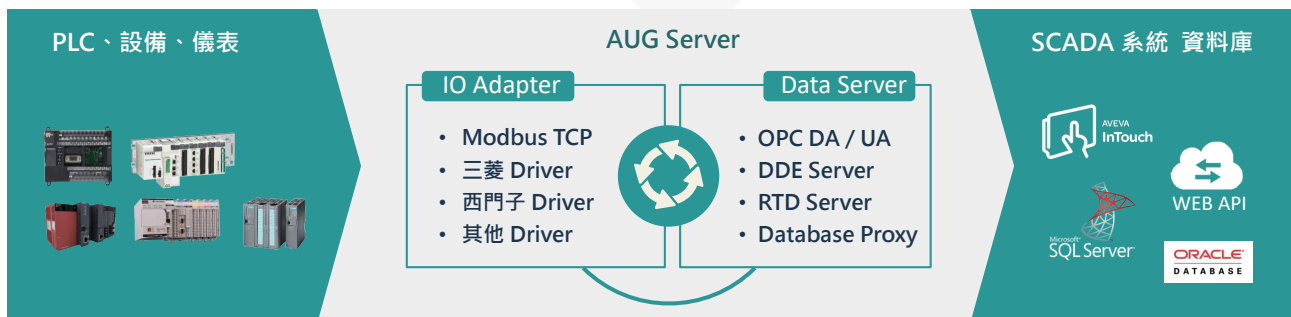 PLC、設備、儀表
AUG Server
IO Adapter
• Modbus TCP
• 三菱 Driver
• 西門子 Driver
• 其他 Driver
Data Server
• OPC DA / UA
• DDE Server
• RTD Server
• Database Proxy
SCADA 系統 資料庫
AVEVA
InTouch
WEB API
Microsoft
SQL Server
ORACLE
DATABASE